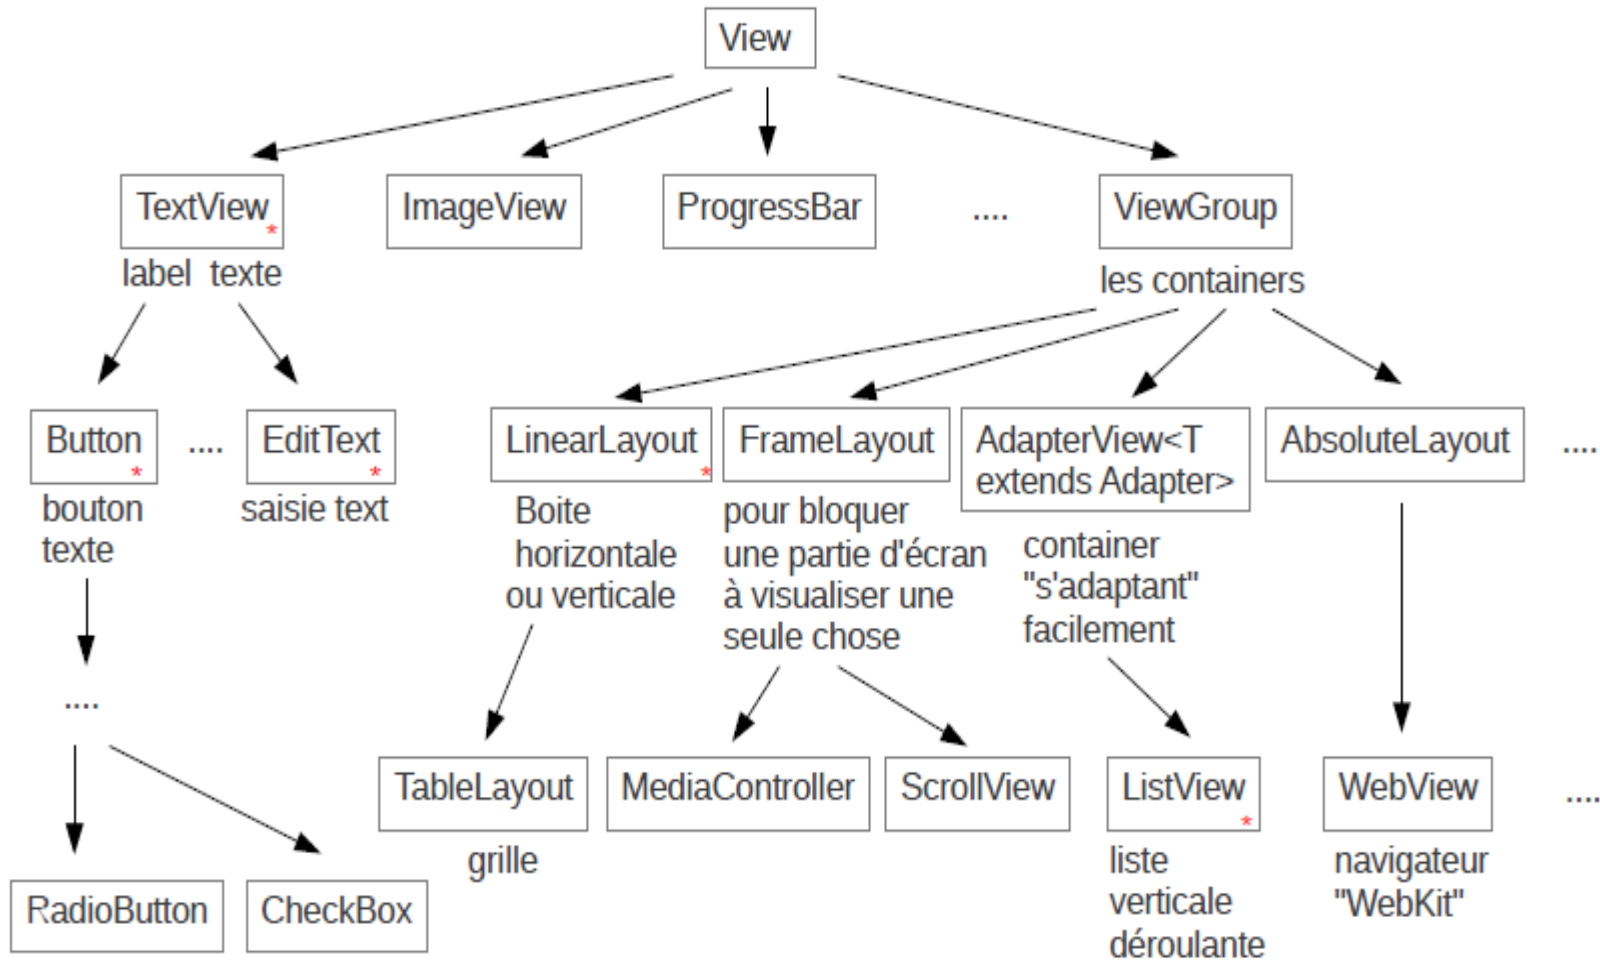 View
TextView
*
ImageView
ProgressBar
....
ViewGroup
label texte
les containers
Button
*
....
EditText
*
LinearLayout
*
FrameLayout
AdapterView<T
extends Adapter>
AbsoluteLayout
....
bouton
texte
saisie text
Boite
horizontale
ou verticale
pour bloquer
une partie d'écran
à visualiser une
seule chose
container
"s'adaptant"
facilement
....
TableLayout
MediaController
ScrollView
ListView
*
WebView
....
grille
liste
verticale
déroulante
navigateur
"WebKit"
RadioButton
CheckBox